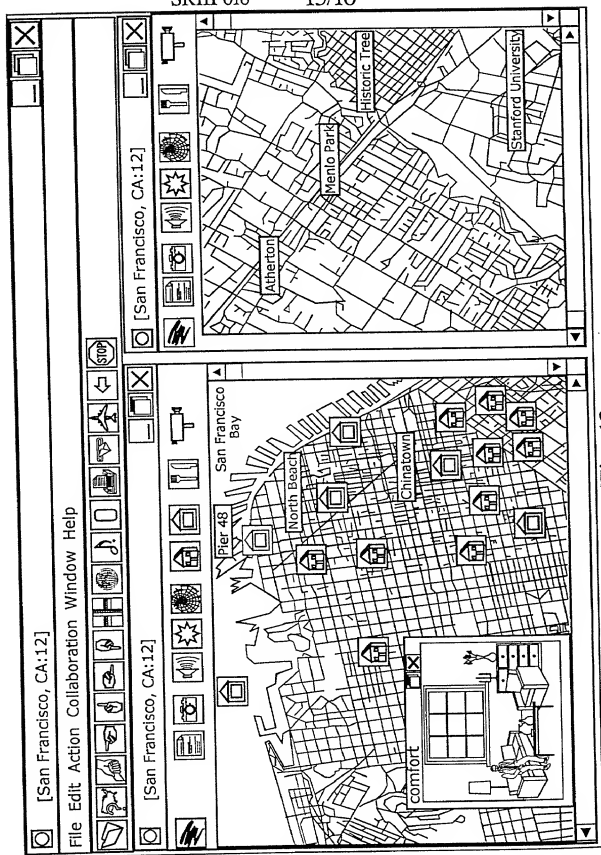 [San Francisco, CA:12]
File Edit Action Collaboration Window Help
STOP
[San Francisco, CA:12]
Pier 48
San Francisco
Bay
North Beach
Chinatown
comfort
[San Francisco, CA:12]
Atherton
Menlo Park
Historic Tree
Stanford University